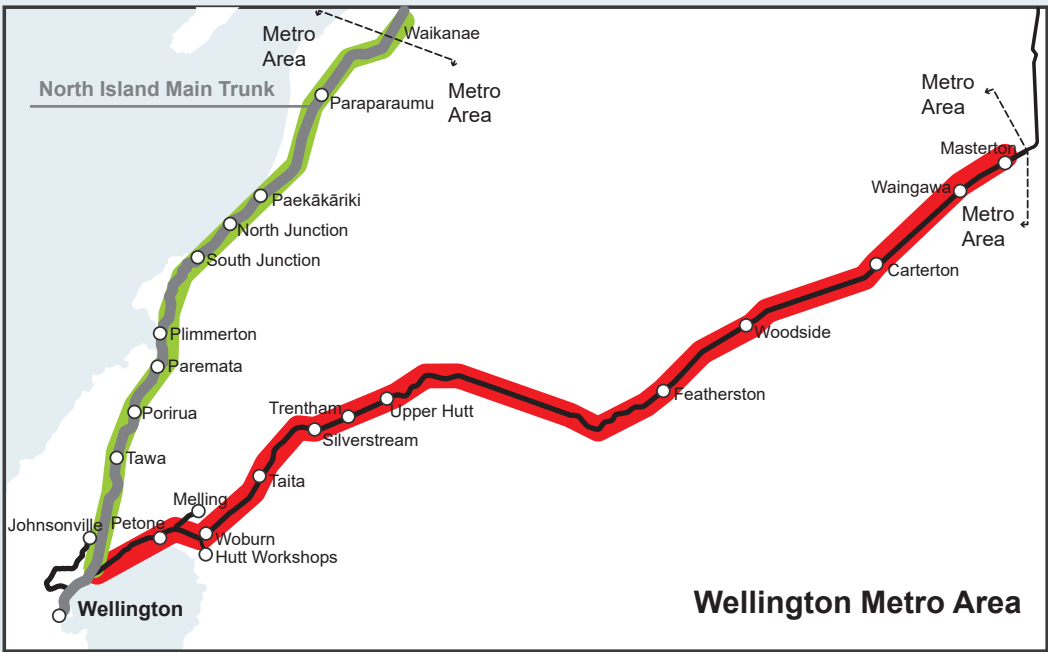 Metro
Area
Waikanae
Metro
Area
North Island Main Trunk
Paraparaumu
Metro
Area
Masterton
Waingawa
Metro
Area
Paekākāriki
North Junction
South Junction
Carterton
Plimmerton
Woodside
Paremata
Featherston
Trentham
Upper Hutt
Porirua
Silverstream
Tawa
Taita
Melling
Johnsonville
Petone
Woburn
Hutt Workshops
Wellington
Wellington Metro Area